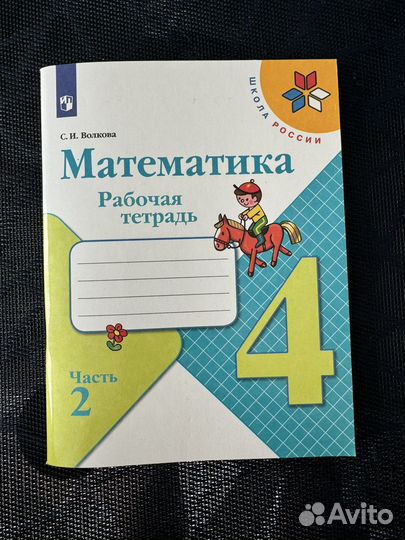 ШКОЛА РОССИИ
С. И. Волкова
Математика
Рабочая
тетрадь
4
Часть
2
Avito